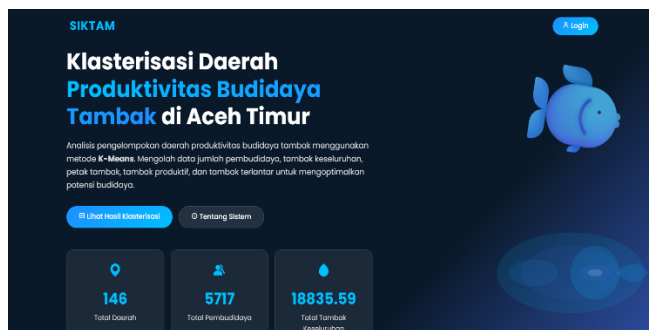 SIKTAM
Login
Klasterisasi Daerah
Produktivitas Budidaya
Tambak di Aceh Timur
Analisis pengelompokan daerah produktivitas budidaya tambak menggunakan
metode K-Means. Mengolah data jumlah pembudidaya, tambak keseluruhan,
petak tambak, tambak produktif, dan tambak terlantar untuk mengoptimalkan
potensi budidaya.
Lihat Hasil Klasterisasi
Tentang Sistem
146
Total Daerah
5717
Total Pembudidaya
18835.59
Total Tambak
Keseluruhan